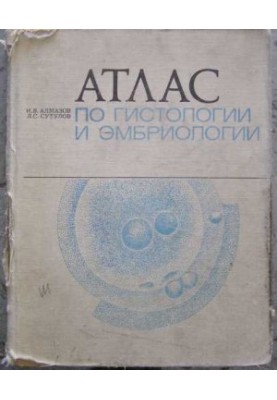 АТЛАС
И.В. АЛМАЗОВ
Л.С. СУТУЛОВ
ПО ГИСТОЛОГИИ
И ЭМБРИОЛОГИИ